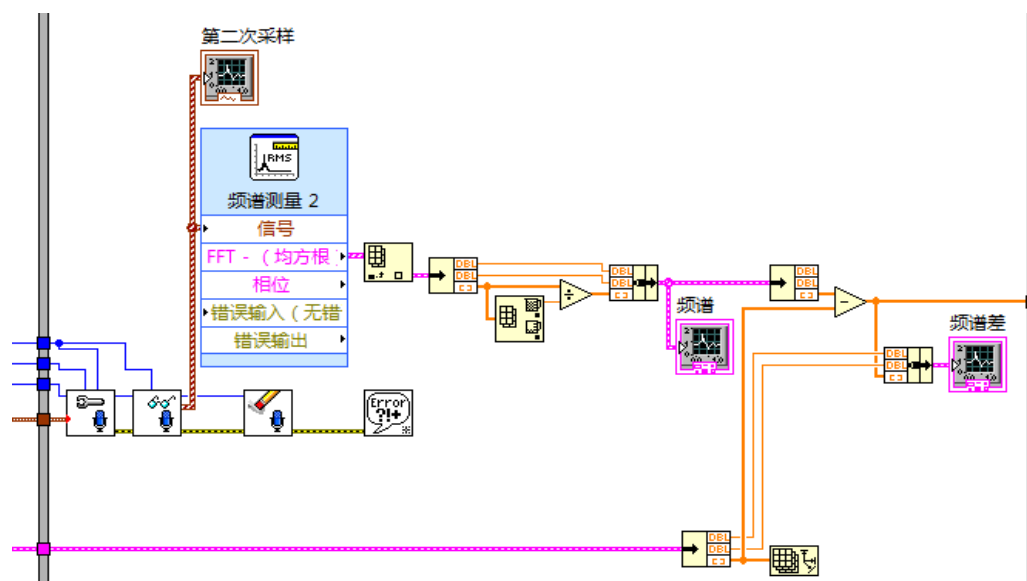 第二次采样
RMS
频谱测量 2
信号
FFT - （均方根
相位
错误输入（无错
错误输出
DBL
DBL
DBL
DBL
DBL
DBL
频谱
频谱差
DBL
DBL
Error
?!+
DBL
DBL